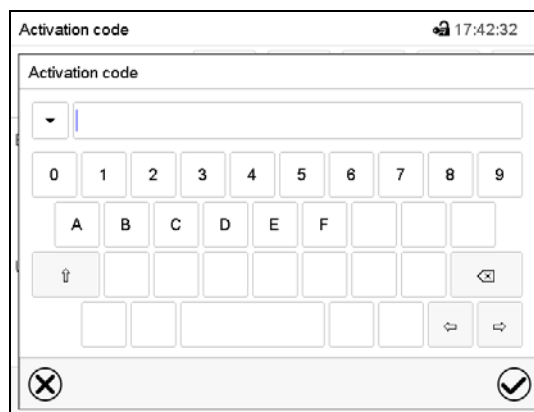 Activation code 17:42:32
Activation code
0 1 2 3 4 5 6 7 8 9
A B C D E F